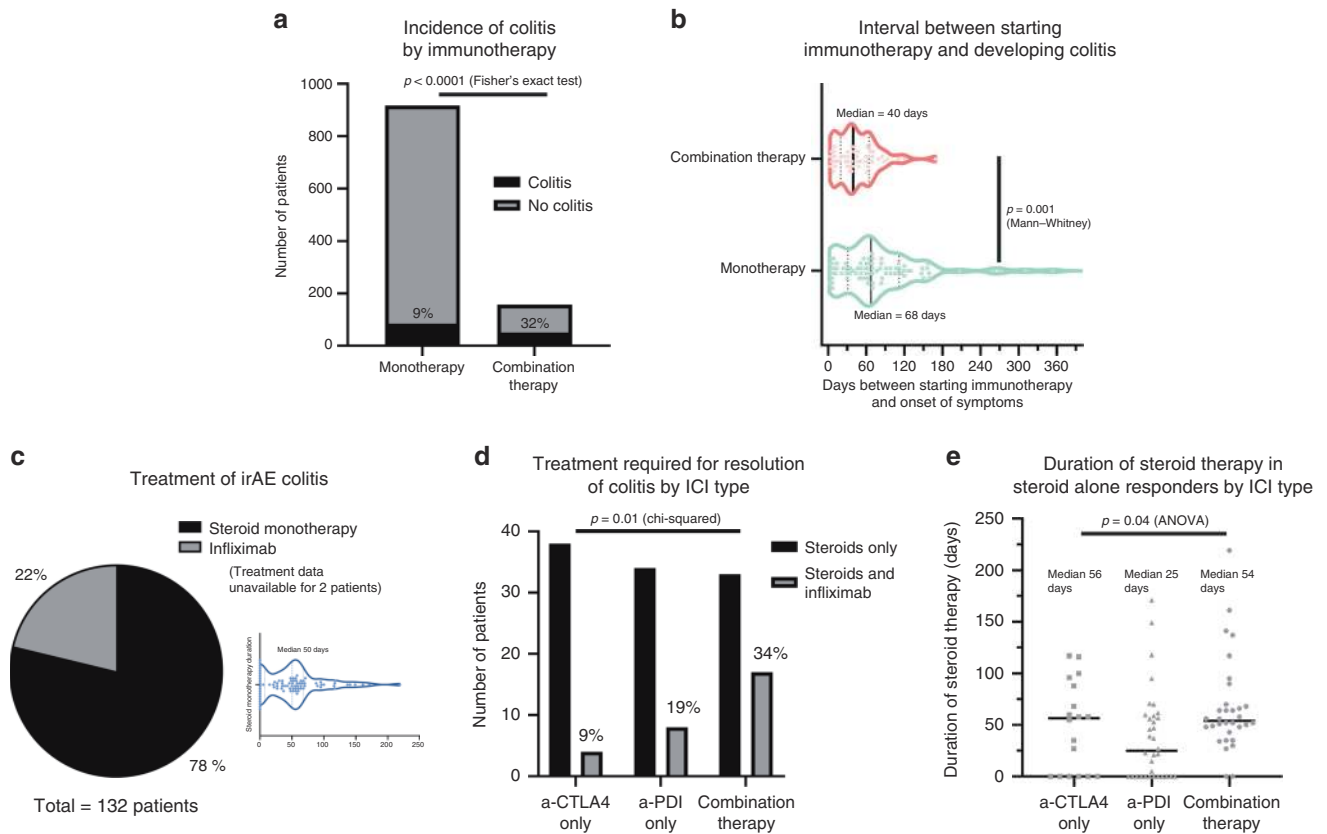 a
Incidence of colitis
by immunotherapy
p < 0.0001 (Fisher's exact test)
1000
800
600
400
200
0
Number of patients
Colitis
No colitis
9%
32%
Monotherapy
Combination
therapy
b
Interval between starting
immunotherapy and developing colitis
Median = 40 days
Combination therapy
p = 0.001
(Mann–Whitney)
Monotherapy
Median = 68 days
0 60 120 180 240 300 360
Days between starting immunotherapy
and onset of symptoms
c
Treatment of irAE colitis
Steroid monotherapy
Infliximab
(Treatment data
unavailable for 2 patients)
22%
78 %
Median 50 days
Steroid monotherapy duration
0 50 100 150 200 250
Total = 132 patients
d
Treatment required for resolution
of colitis by ICI type
p = 0.01 (chi-squared)
40
30
20
10
0
Number of patients
Steroids only
Steroids and
infliximab
9%
19%
34%
a-CTLA4
only
a-PDI
only
Combination
therapy
e
Duration of steroid therapy in
steroid alone responders by ICI type
p = 0.04 (ANOVA)
250
200
150
100
50
0
Duration of steroid therapy (days)
Median 56
days
Median 25
days
Median 54
days
a-CTLA4
only
a-PDI
only
Combination
therapy